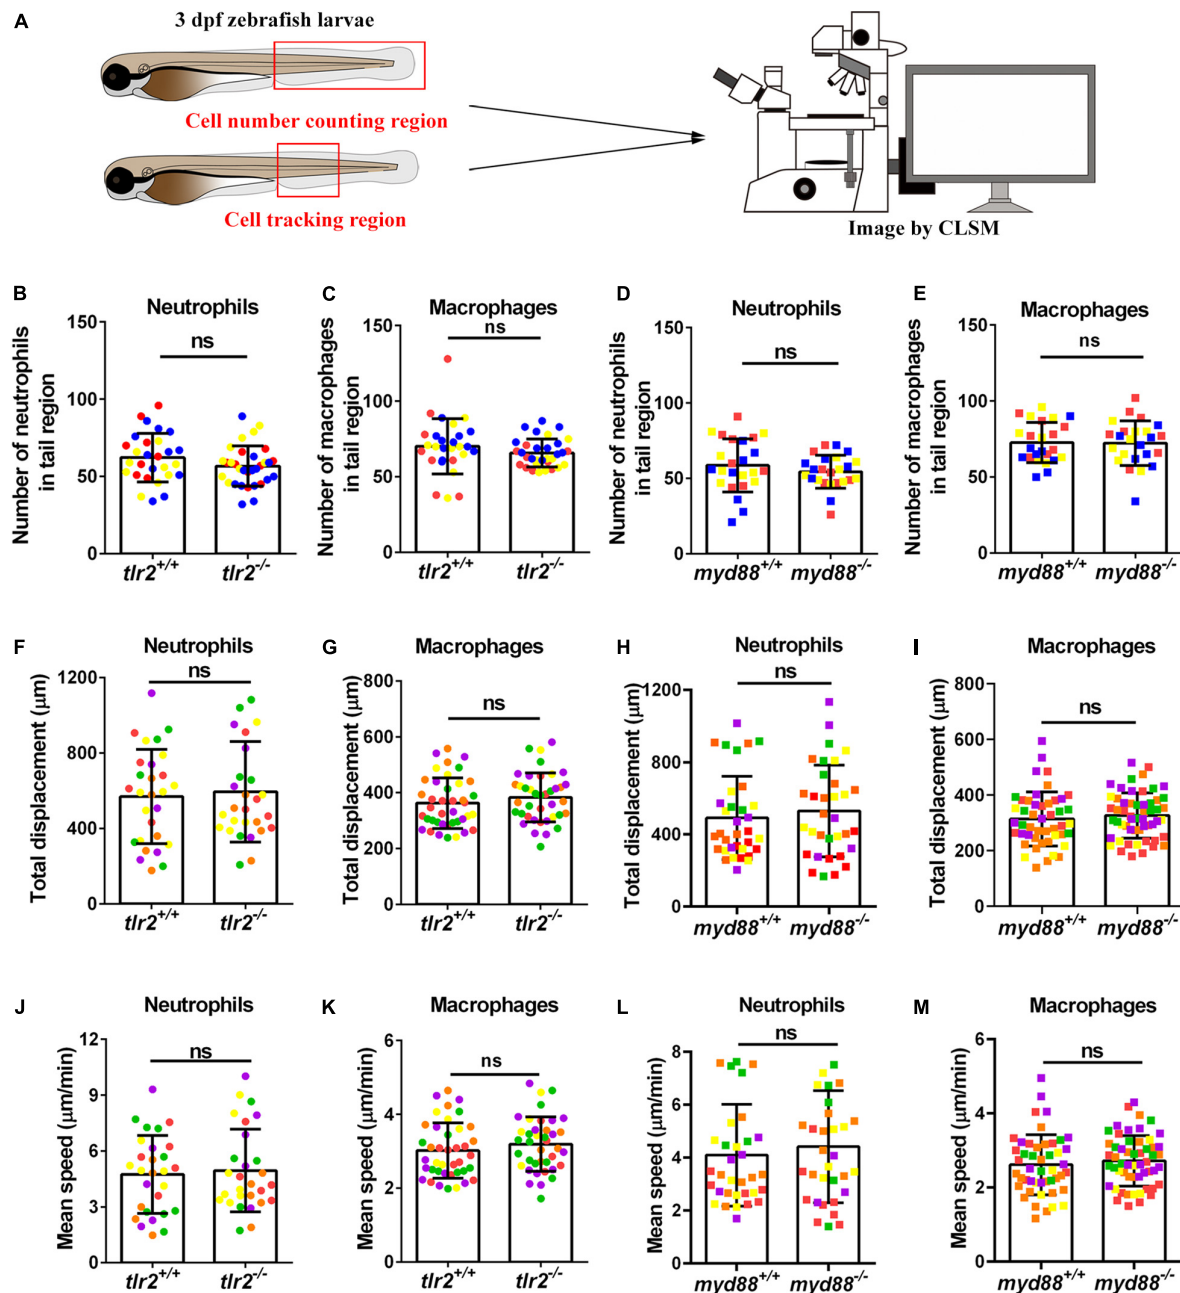 A
3 dpf zebrafish larvae
Cell number counting region
Cell tracking region
Image by CLSM
B
Neutrophils
Number of neutrophils
in tail region
150
100
50
0
ns
tlr2+/+
tlr2-/-
C
Macrophages
Number of macrophages
in tail region
150
100
50
0
ns
tlr2+/+
tlr2-/-
D
Neutrophils
Number of neutrophils
in tail region
150
100
50
0
ns
myd88+/+
myd88-/-
E
Macrophages
Number of macrophages
in tail region
150
100
50
0
ns
myd88+/+
myd88-/-
F
Neutrophils
Total displacement (μm)
1200
800
400
0
ns
tlr2+/+
tlr2-/-
G
Macrophages
Total displacement (μm)
800
600
400
200
0
ns
tlr2+/+
tlr2-/-
H
Neutrophils
Total displacement (μm)
1200
800
400
0
ns
myd88+/+
myd88-/-
I
Macrophages
Total displacement (μm)
800
600
400
200
0
ns
myd88+/+
myd88-/-
J
Neutrophils
Mean speed (μm/min)
12
9
6
3
0
ns
tlr2+/+
tlr2-/-
K
Macrophages
Mean speed (μm/min)
6
4
2
0
ns
tlr2+/+
tlr2-/-
L
Neutrophils
Mean speed (μm/min)
8
6
4
2
0
ns
myd88+/+
myd88-/-
M
Macrophages
Mean speed (μm/min)
6
4
2
0
ns
myd88+/+
myd88-/-